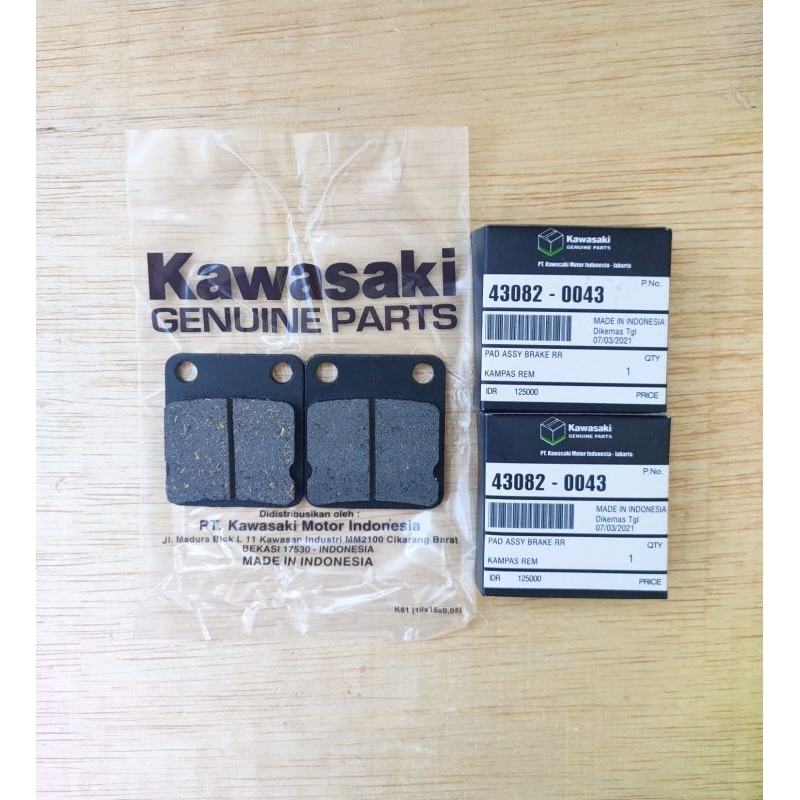 Kawasaki
GENUINE PARTS
Didistribusikan oleh :
PT. Kawasaki Motor Indonesia
Jl. Madura Blok L 11 Kawasan Industri MM2100 Cikarang Barat
BEKASI 17530 - INDONESIA
MADE IN INDONESIA
K81 (10x15x0,05)
Kawasaki
GENUINE PARTS
PT. Kawasaki Motor Indonesia - Jakarta
P.No.
43082 - 0043
MADE IN INDONESIA
Dikemas Tgl
07/03/2021
PAD ASSY BRAKE RR
QTY
KAMPAS REM
1
IDR 125000
PRICE
Kawasaki
GENUINE PARTS
PT. Kawasaki Motor Indonesia - Jakarta
P.No.
43082 - 0043
MADE IN INDONESIA
Dikemas Tgl
07/03/2021
PAD ASSY BRAKE RR
QTY
KAMPAS REM
1
IDR 125000
PRICE